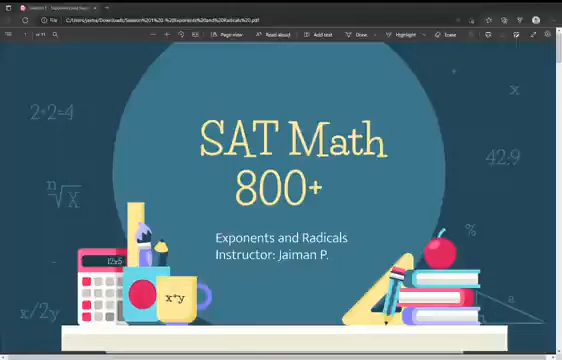 Page view
Read aloud
Add text
Draw
Highlight
Erase
SAT Math
800+
Exponents and Radicals
Instructor: Jaiman P.
2+2=4
x
n√x
42:9
%
12x5
x+y
x/2y
a